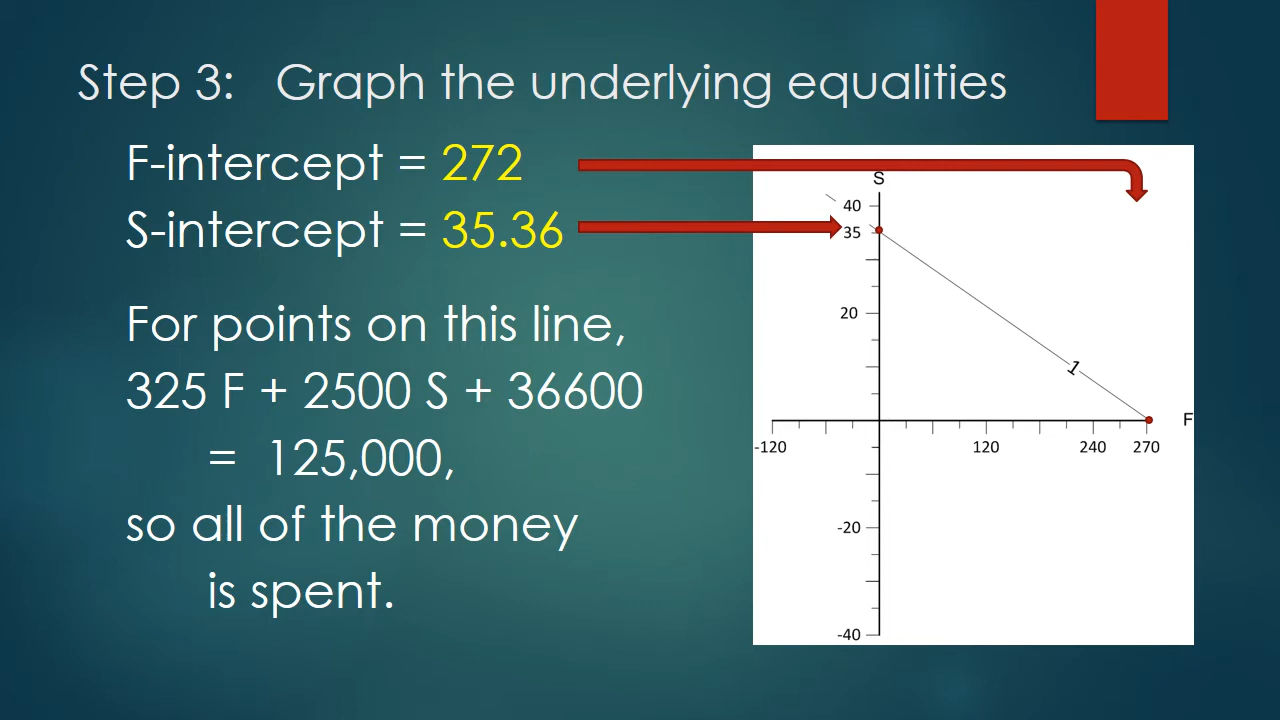 Step 3: Graph the underlying equalities
F-intercept = 272
S-intercept = 35.36
For points on this line,
325 F + 2500 S + 36600
= 125,000,
so all of the money
is spent.
S
40
35
20
1
F
-120
120
240
270
-20
-40